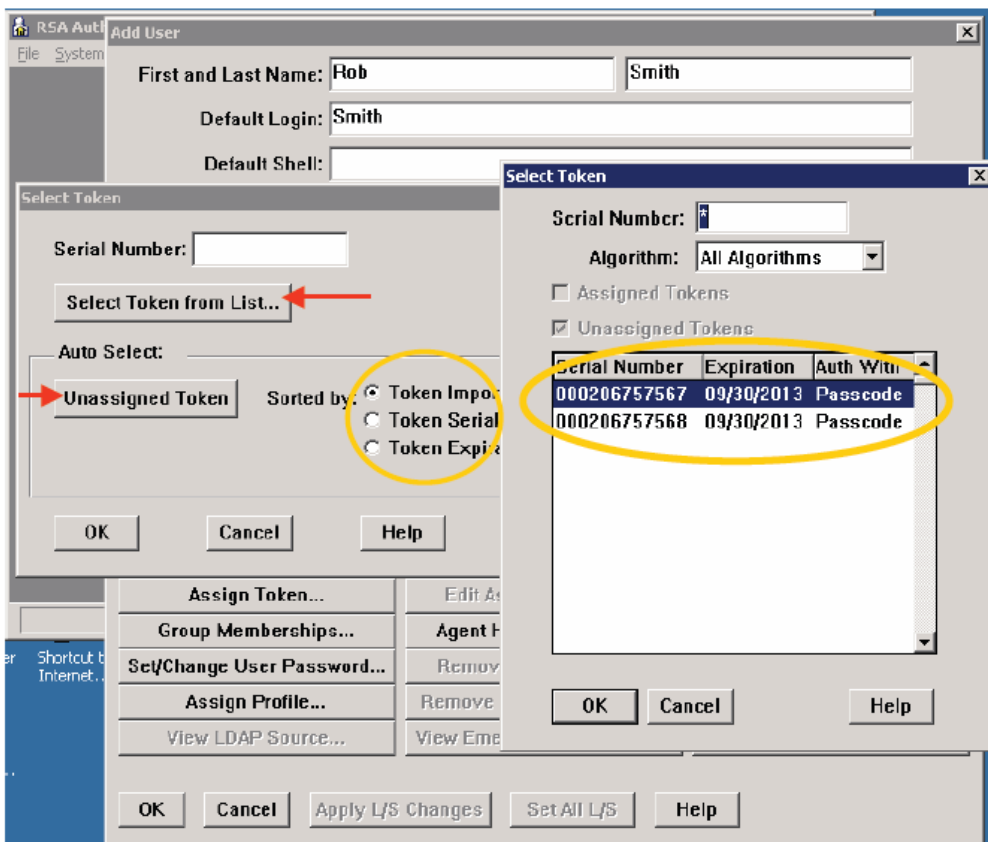 RSA Auth
Add User
File System
First and Last Name: Rob Smith
Default Login: Smith
Default Shell:
Select Token
Serial Number:
Select Token from List...
Auto Select:
Unassigned Token
Sorted by:
Token Impor
Token Serial
Token Expira
OK Cancel Help
Select Token
Serial Number: *
Algorithm: All Algorithms
Assigned Tokens
Unassigned Tokens
Serial Number Expiration Auth With
000206757567 09/30/2013 Passcode
000206757568 09/30/2013 Passcode
OK Cancel Help
Assign Token... Edit As
Group Memberships... Agent H
Set/Change User Password... Remov
Assign Profile... Remove
View LDAP Source... View Eme
er Shortcut t
Internet..
..
OK Cancel Apply L/S Changes Set All L/S Help